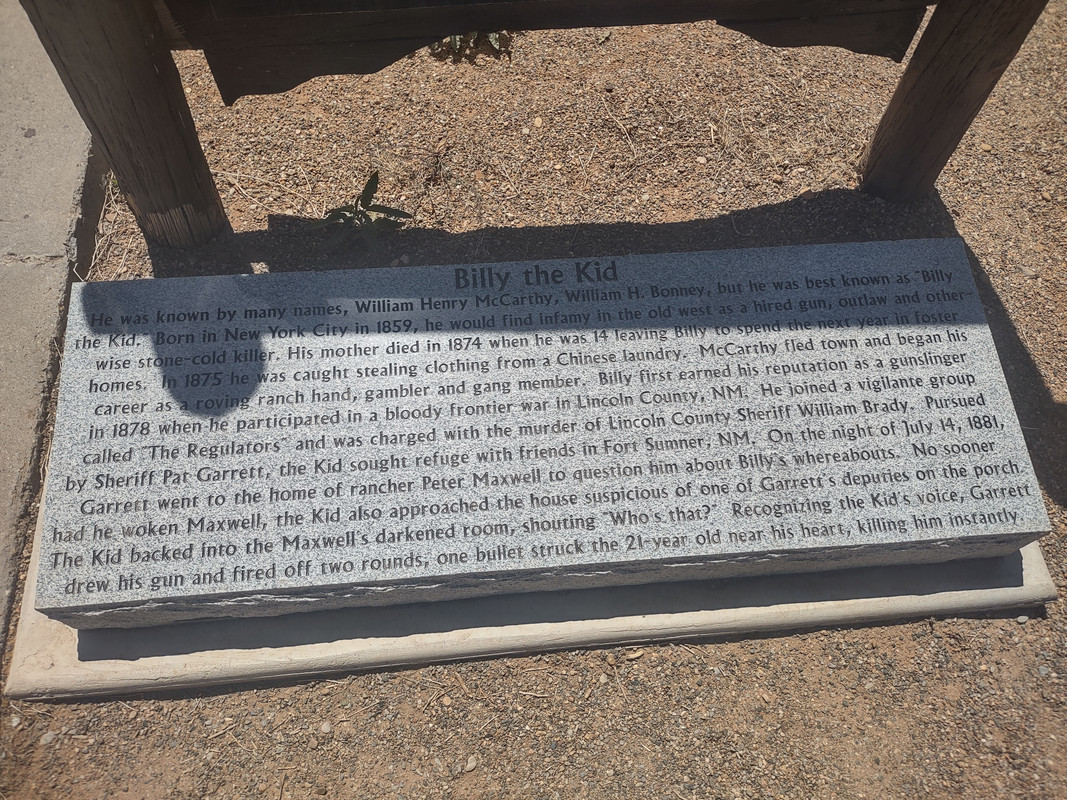 Billy the Kid
He was known by many names, William Henry McCarthy, William H. Bonney, but he was best known as "Billy
the Kid." Born in New York City in 1859, he would find infamy in the old west as a hired gun, outlaw and other-
wise stone-cold killer. His mother died in 1874 when he was 14 leaving Billy to spend the next year in foster
homes. In 1875 he was caught stealing clothing from a Chinese laundry. McCarthy fled town and began his
career as a roving ranch hand, gambler and gang member. Billy first earned his reputation as a gunslinger
in 1878 when he participated in a bloody frontier war in Lincoln County, NM. He joined a vigilante group
called "The Regulators" and was charged with the murder of Lincoln County Sheriff William Brady. Pursued
by Sheriff Pat Garrett, the Kid sought refuge with friends in Fort Sumner, NM. On the night of July 14, 1881,
Garrett went to the home of rancher Peter Maxwell to question him about Billy's whereabouts. No sooner
had he woken Maxwell, the Kid also approached the house suspicious of one of Garrett's deputies on the porch.
The Kid backed into the Maxwell's darkened room, shouting "Who's that?" Recognizing the Kid's voice, Garrett
drew his gun and fired off two rounds, one bullet struck the 21-year old near his heart, killing him instantly.